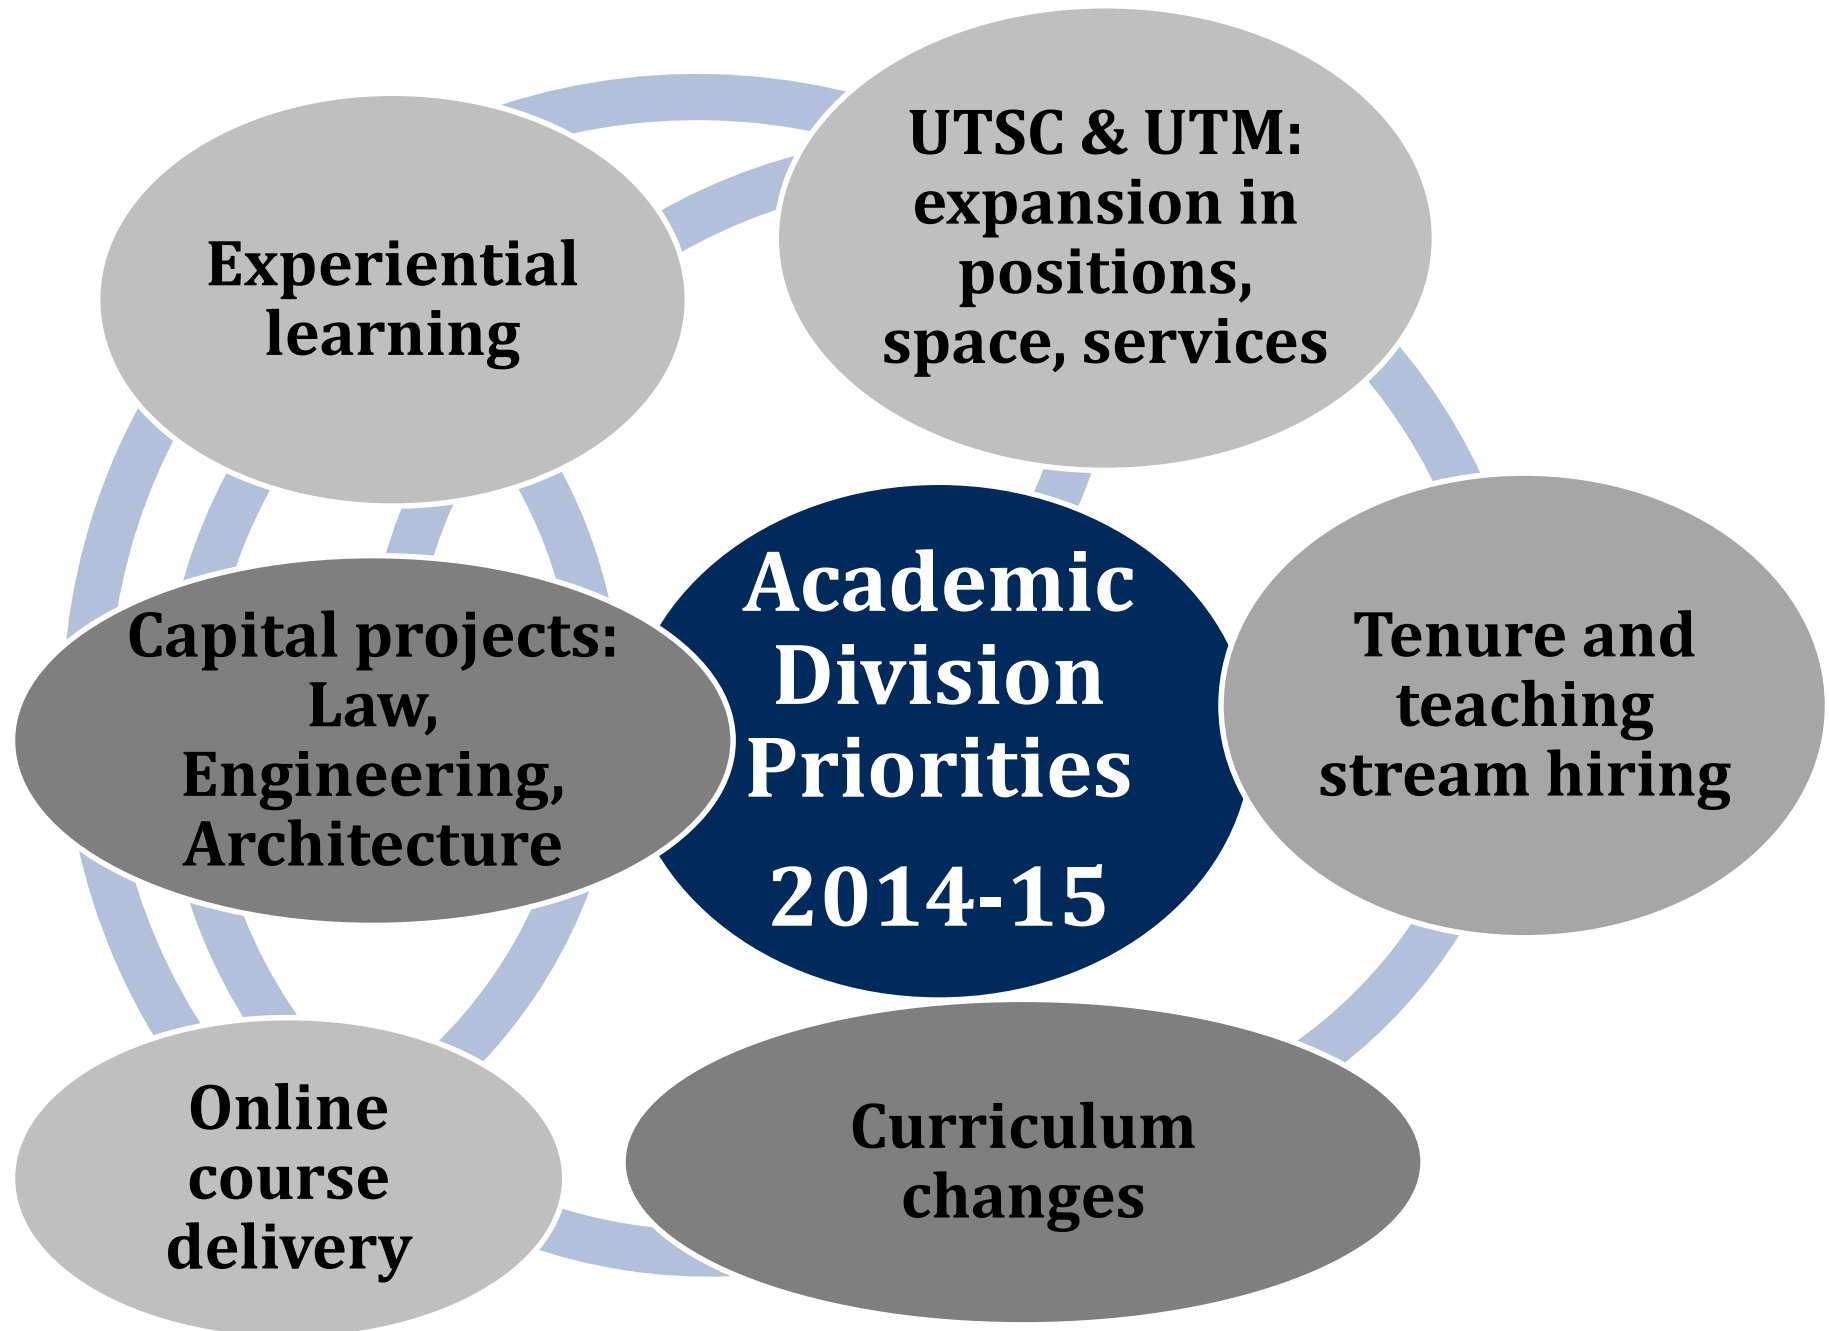 UTSC & UTM:
expansion in
positions,
space, services
Experiential
learning
Academic
Division
Priorities
2014-15
Capital projects:
Law,
Engineering,
Architecture
Tenure and
teaching
stream hiring
Online
course
delivery
Curriculum
changes